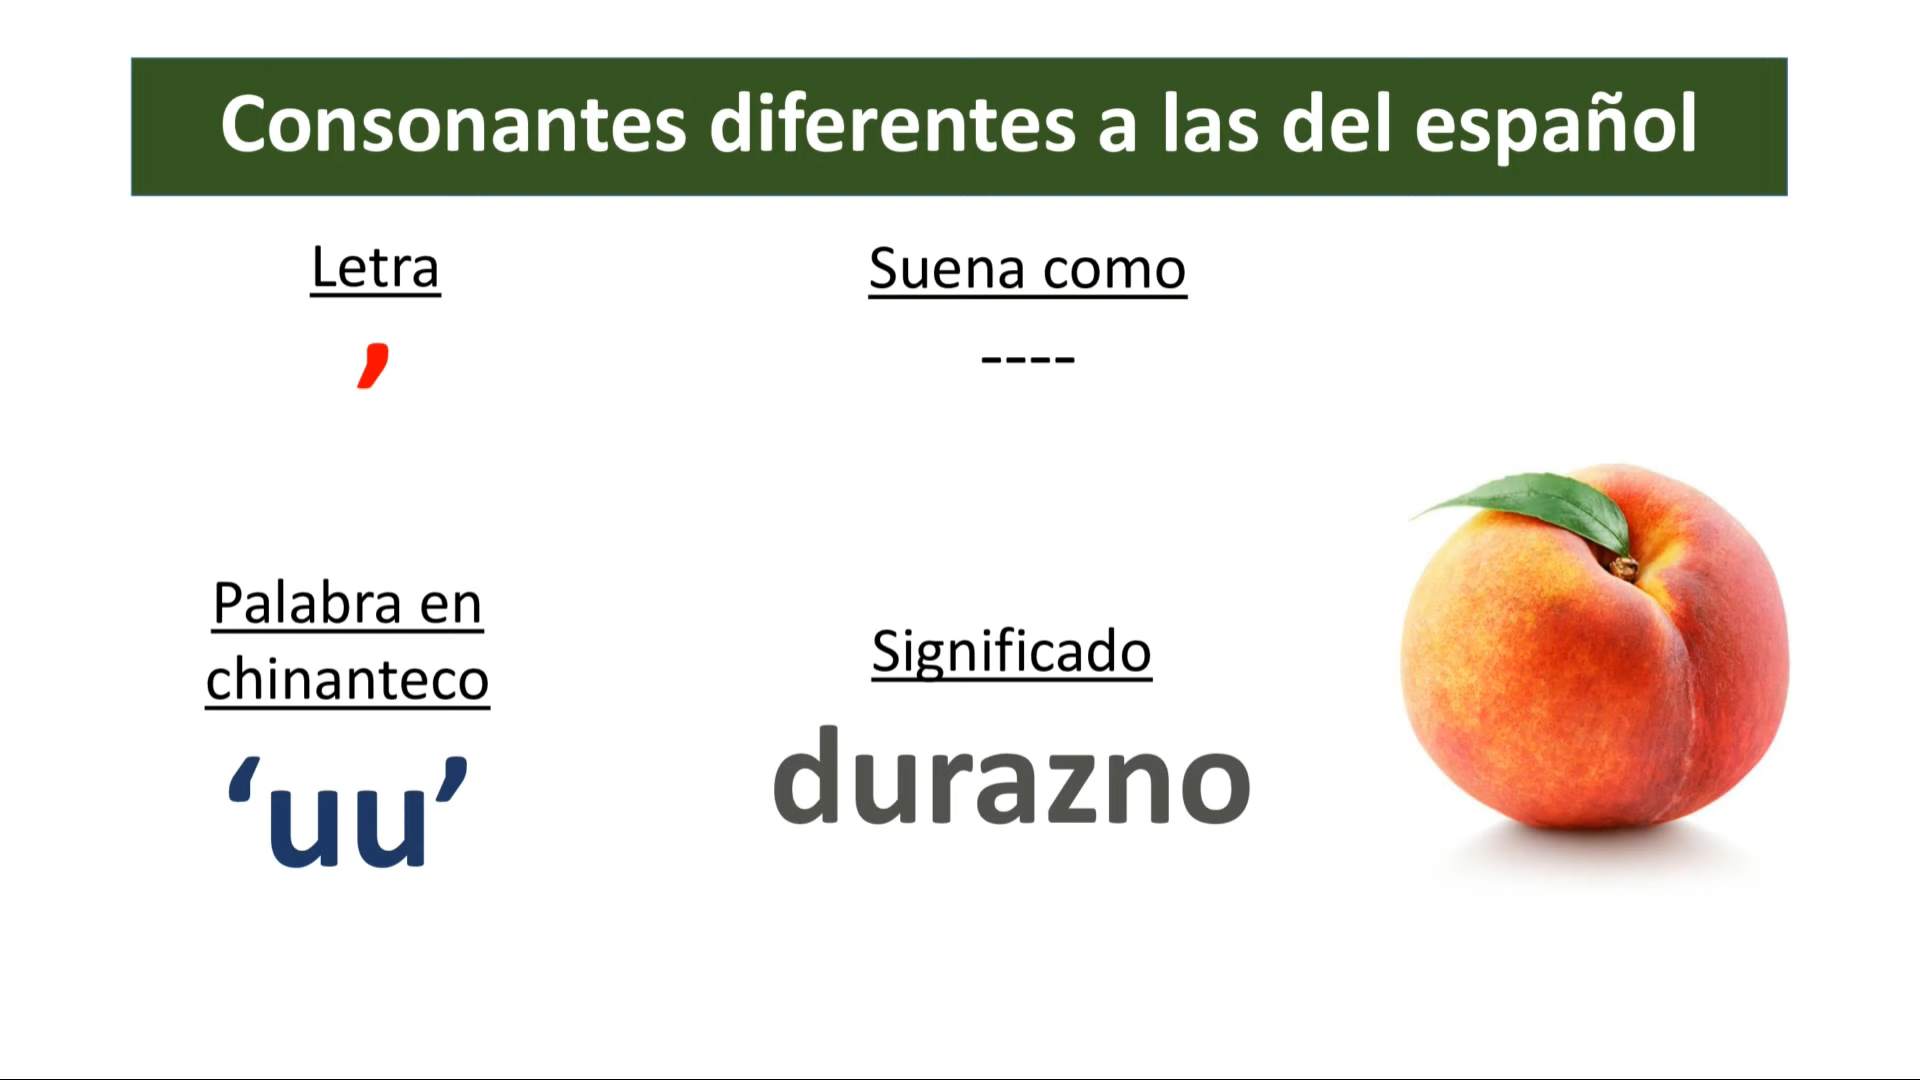 Consonantes diferentes a las del español
Letra
’
Suena como
----
Palabra en
chinanteco
‘uu’
Significado
durazno